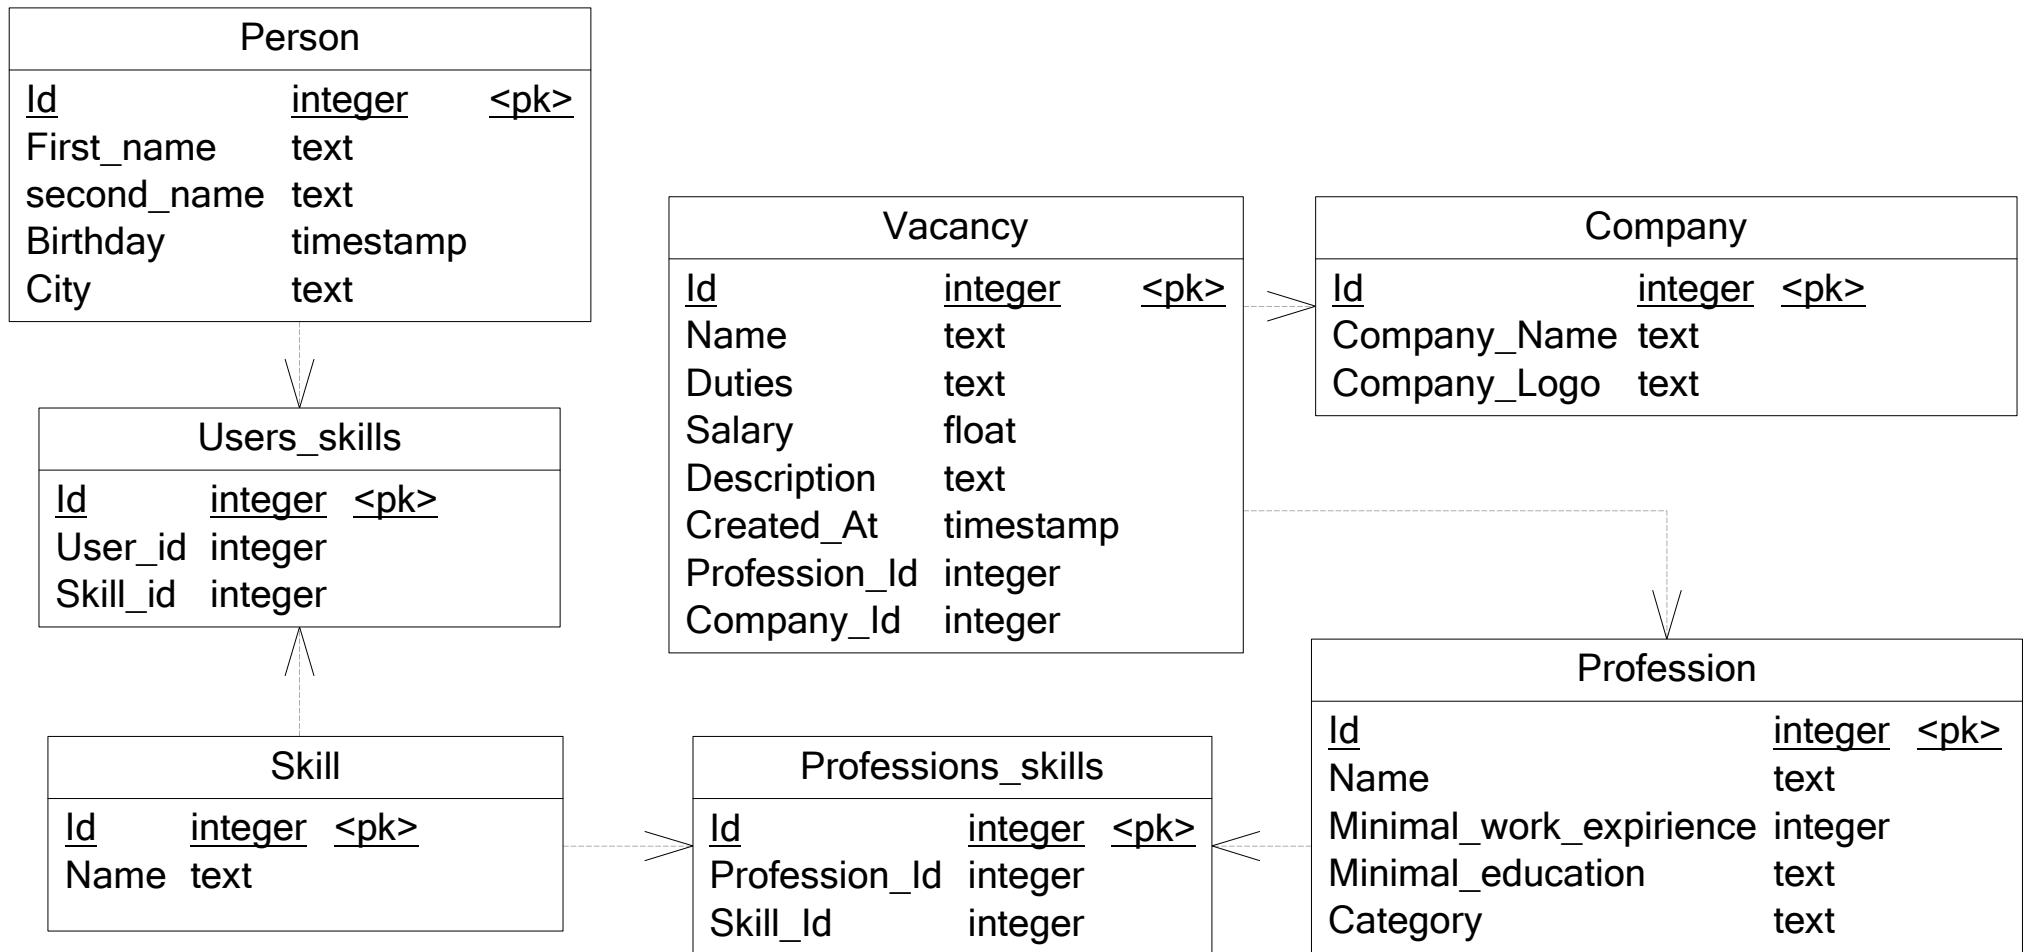 Person
Id integer <pk>
First_name text
second_name text
Birthday timestamp
City text
Users_skills
Id integer <pk>
User_id integer
Skill_id integer
Skill
Id integer <pk>
Name text
Vacancy
Id integer <pk>
Name text
Duties text
Salary float
Description text
Created_At timestamp
Profession_Id integer
Company_Id integer
Professions_skills
Id integer <pk>
Profession_Id integer
Skill_Id integer
Company
Id integer <pk>
Company_Name text
Company_Logo text
Profession
Id integer <pk>
Name text
Minimal_work_expirience integer
Minimal_education text
Category text